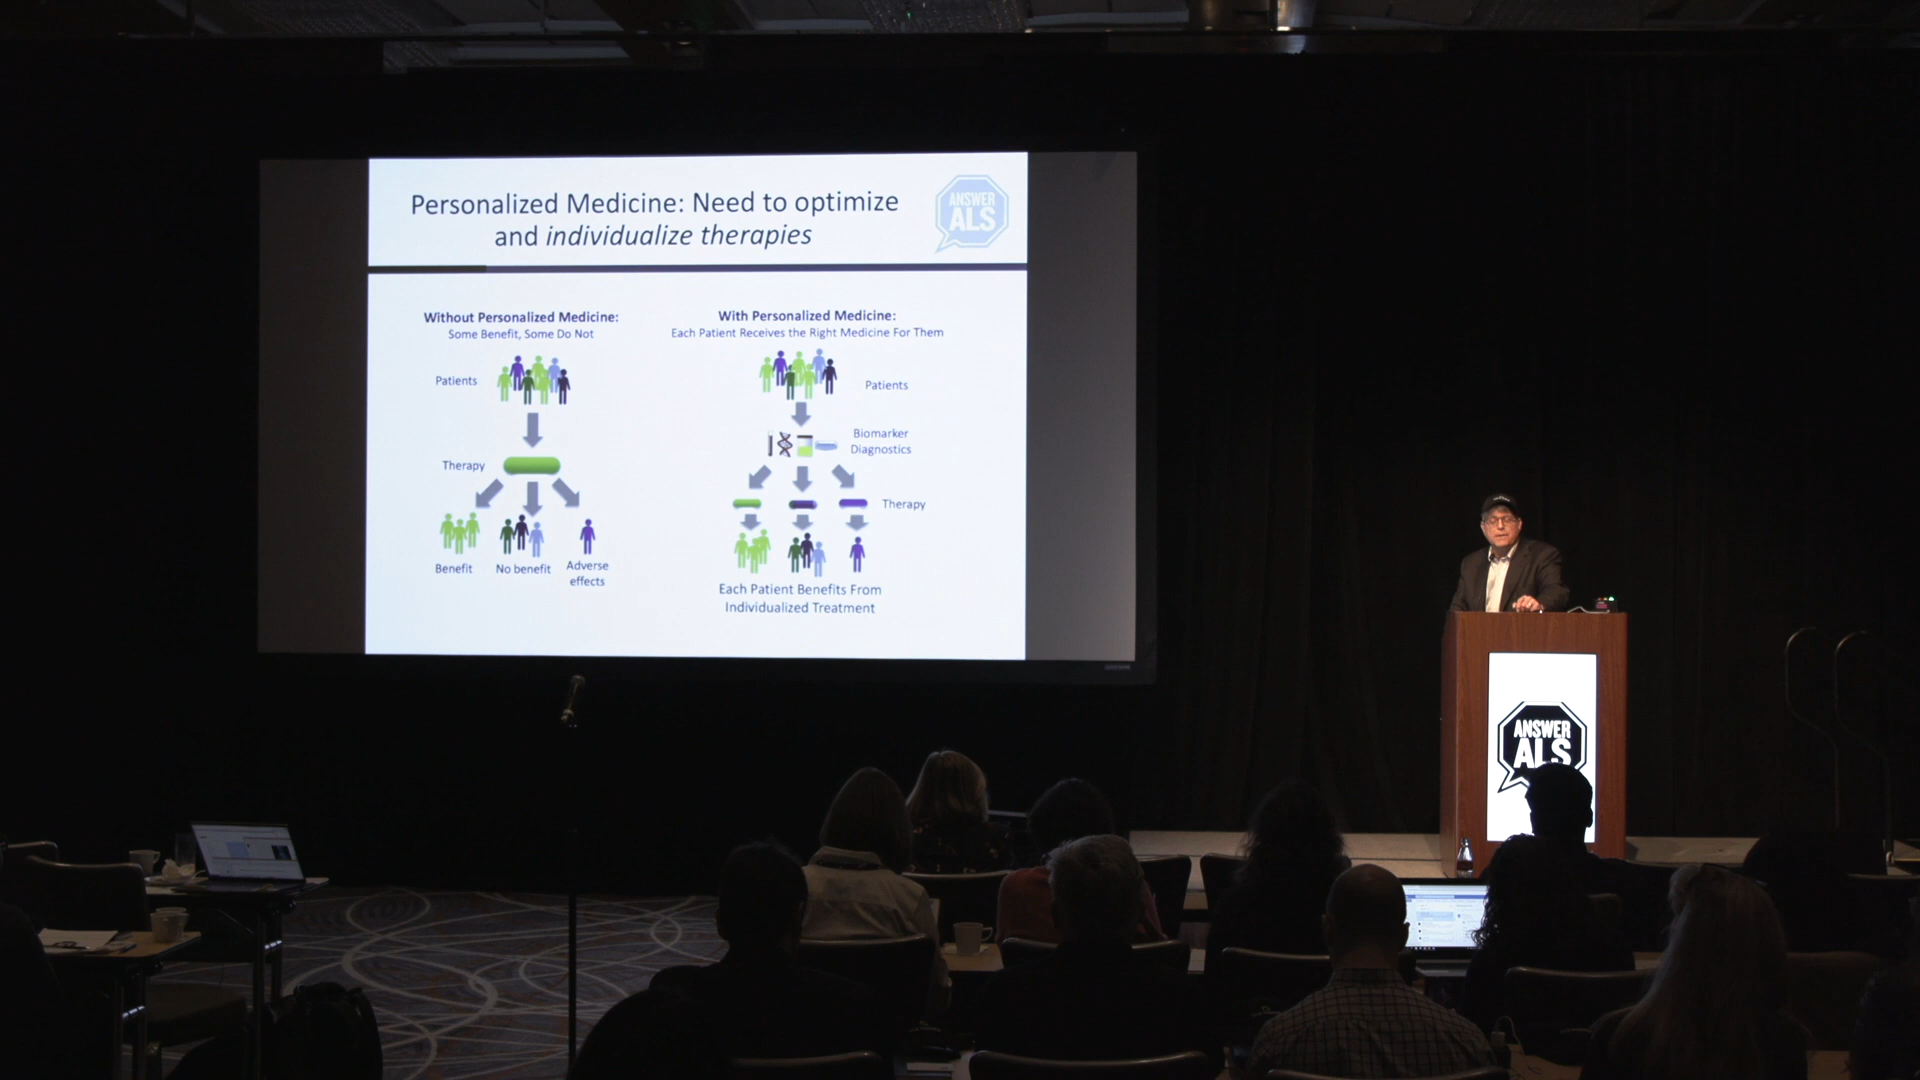 Personalized Medicine: Need to optimize
and individualize therapies
ANSWER
ALS
Without Personalized Medicine:
Some Benefit, Some Do Not
Patients
Therapy
Benefit
No benefit
Adverse
effects
With Personalized Medicine:
Each Patient Receives the Right Medicine For Them
Patients
Biomarker
Diagnostics
Therapy
Each Patient Benefits From
Individualized Treatment
ANSWER
ALS